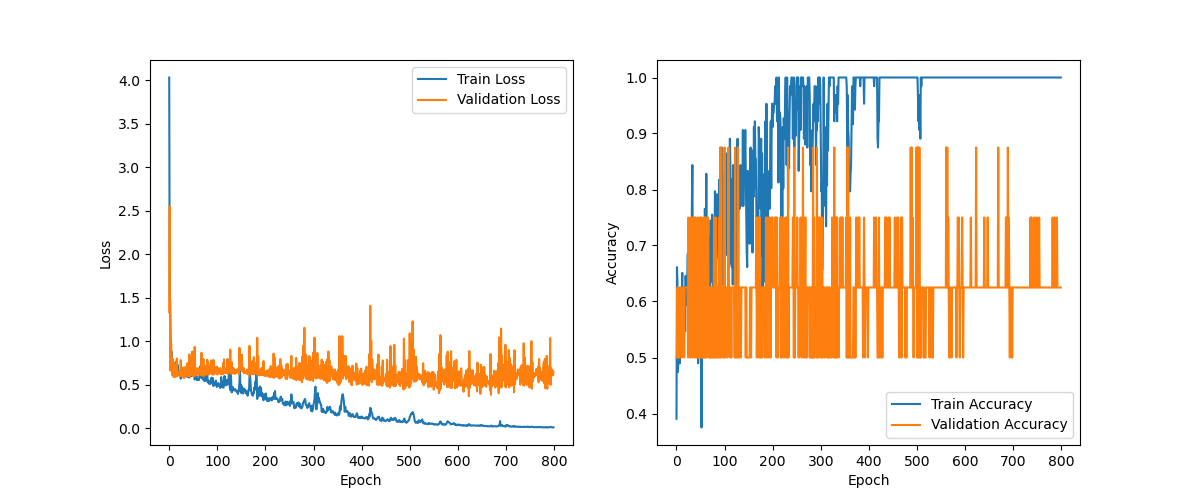 Train Loss
Validation Loss
4.0
3.5
3.0
2.5
2.0
1.5
1.0
0.5
0.0
Loss
0 100 200 300 400 500 600 700 800
Epoch
1.0
0.9
0.8
0.7
0.6
0.5
0.4
Accuracy
Train Accuracy
Validation Accuracy
0 100 200 300 400 500 600 700 800
Epoch